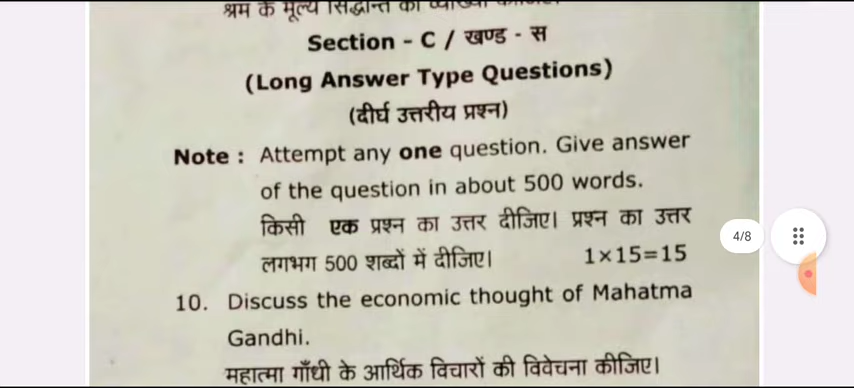 श्रम के मूल्य सिद्धान्त की व्याख्या कीजिए।
Section - C / खण्ड - स
(Long Answer Type Questions)
(दीर्घ उत्तरीय प्रश्न)
Note : Attempt any one question. Give answer
of the question in about 500 words.
किसी एक प्रश्न का उत्तर दीजिए। प्रश्न का उत्तर
लगभग 500 शब्दों में दीजिए। 1×15=15
4/8
10. Discuss the economic thought of Mahatma
Gandhi.
महात्मा गाँधी के आर्थिक विचारों की विवेचना कीजिए।